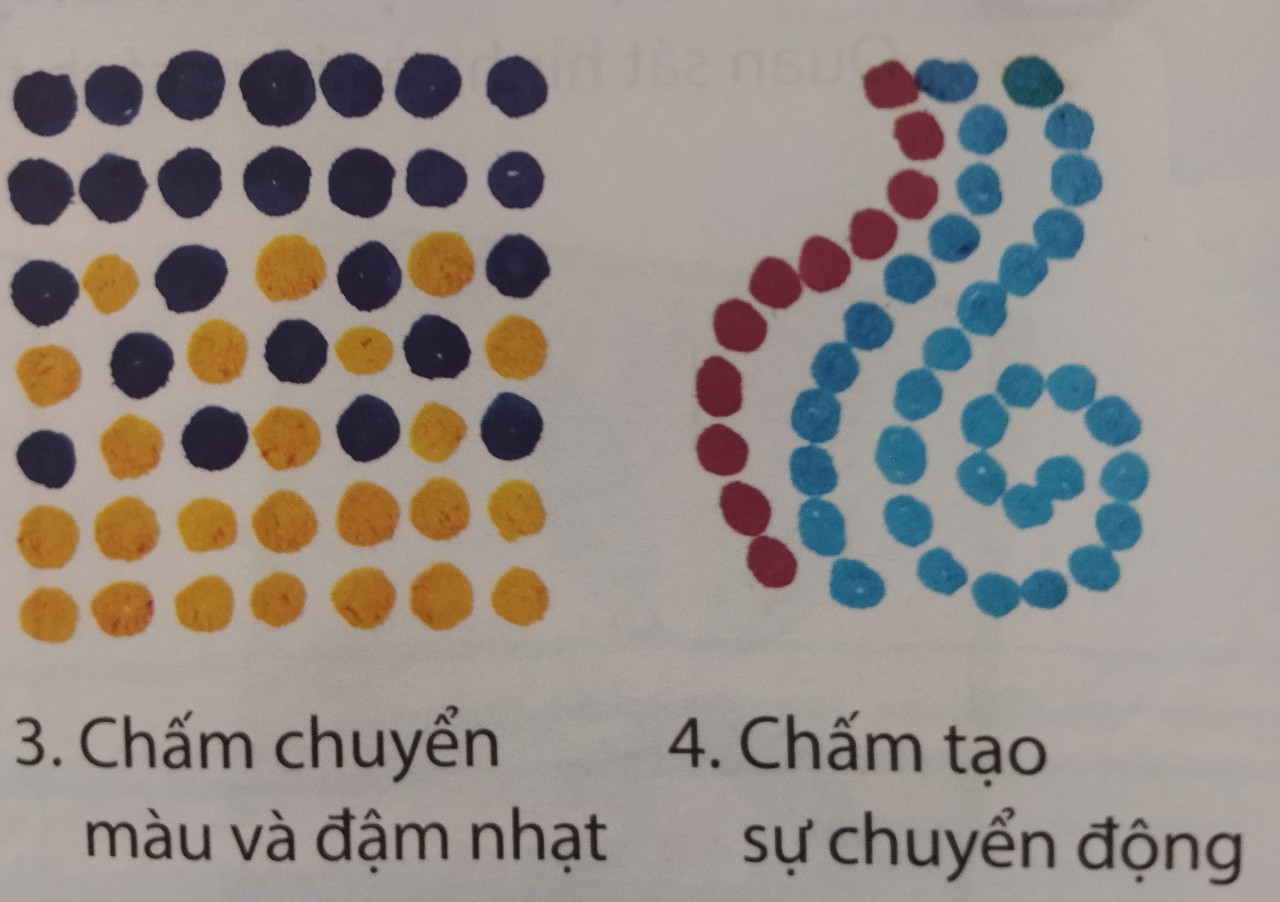 3. Chấm chuyển
màu và đậm nhạt
4. Chấm tạo
sự chuyển động